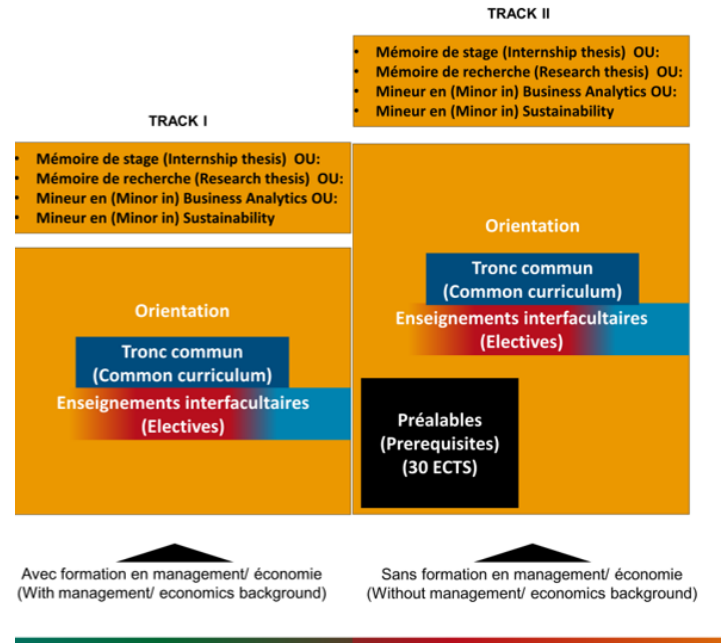 TRACK II
• Mémoire de stage (Internship thesis) OU:
• Mémoire de recherche (Research thesis) OU:
• Mineur en (Minor in) Business Analytics OU:
• Mineur en (Minor in) Sustainability
Orientation
Tronc commun
(Common curriculum)
Enseignements interfacultaires
(Electives)
Préalables
(Prerequisites)
(30 ECTS)
Sans formation en management/ économie
(Without management/ economics background)
TRACK I
• Mémoire de stage (Internship thesis) OU:
• Mémoire de recherche (Research thesis) OU:
• Mineur en (Minor in) Business Analytics OU:
• Mineur en (Minor in) Sustainability
Orientation
Tronc commun
(Common curriculum)
Enseignements interfacultaires
(Electives)
Avec formation en management/ économie
(With management/ economics background)